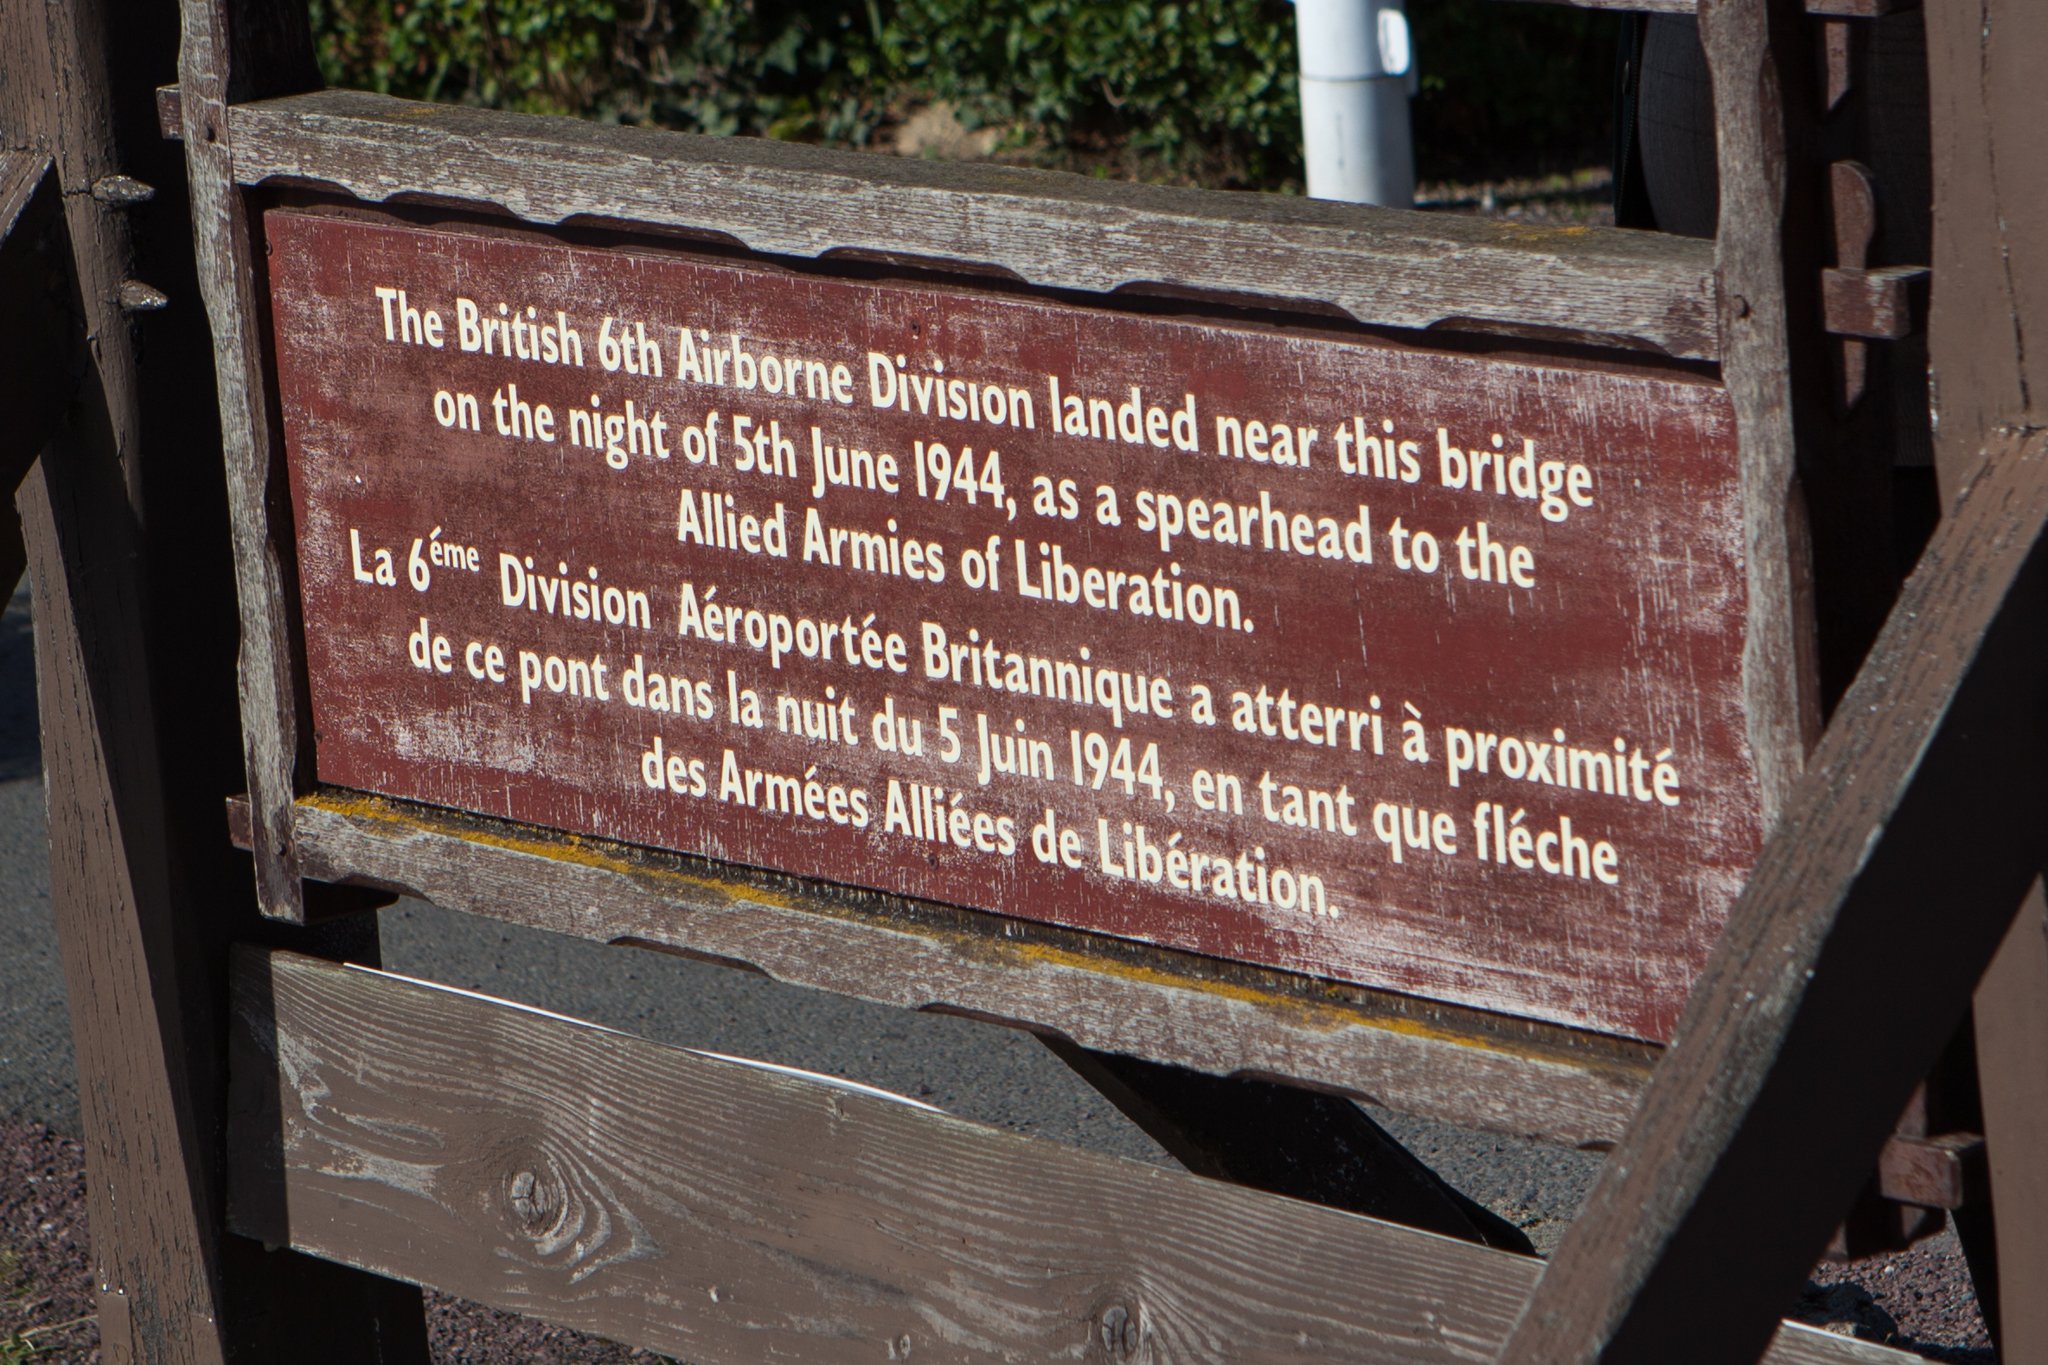 The British 6th Airborne Division landed near this bridge
on the night of 5th June 1944, as a spearhead to the
Allied Armies of Liberation.
La 6éme Division Aéroportée Britannique a atterri à proximité
de ce pont dans la nuit du 5 Juin 1944, en tant que fléche
des Armées Alliées de Libération.